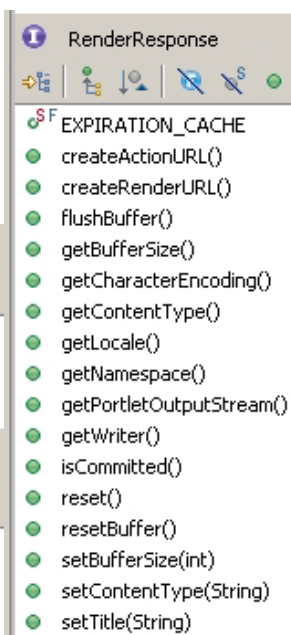 I RenderResponse
S
S F EXPIRATION_CACHE
createActionURL()
createRenderURL()
flushBuffer()
getBufferSize()
getCharacterEncoding()
getContentType()
getLocale()
getNamespace()
getPortletOutputStream()
getWriter()
isCommitted()
reset()
resetBuffer()
setBufferSize(int)
setContentType(String)
setTitle(String)